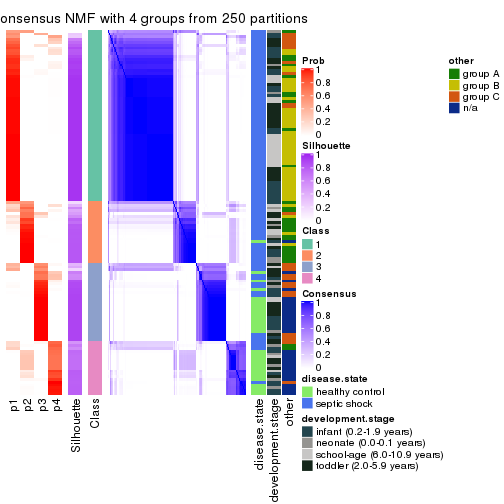 onsensus NMF with 4 groups from 250 partitions
Prob
1
0.8
0.6
0.4
0.2
0
Silhouette
1
0.8
0.6
0.4
0.2
0
Class
1
2
3
4
Consensus
1
0.8
0.6
0.4
0.2
0
disease.state
healthy control
septic shock
development.stage
infant (0.2-1.9 years)
neonate (0.0-0.1 years)
school-age (6.0-10.9 years)
toddler (2.0-5.9 years)
other
group A
group B
group C
n/a
p1
p2
p3
p4
Silhouette
Class
disease.state
development.stage
other